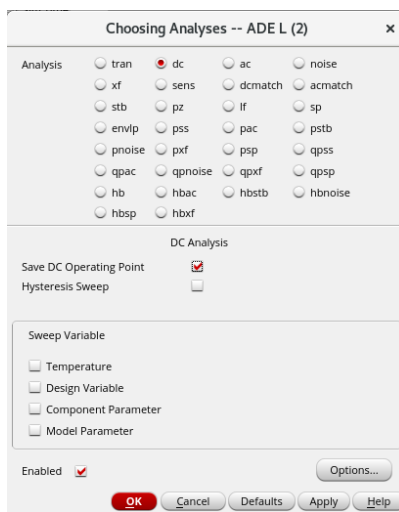 Choosing Analyses -- ADE L (2) ×
Analysis tran dc ac noise
xf sens dcmatch acmatch
stb pz lf sp
envlp pss pac pstb
pnoise pxf psp qpss
qpac qpnoise qpxf qpsp
hb hbac hbstb hbnoise
hbsp hbxf
DC Analysis
Save DC Operating Point
Hysteresis Sweep
Sweep Variable
Temperature
Design Variable
Component Parameter
Model Parameter
Enabled Options...
OK Cancel Defaults Apply Help